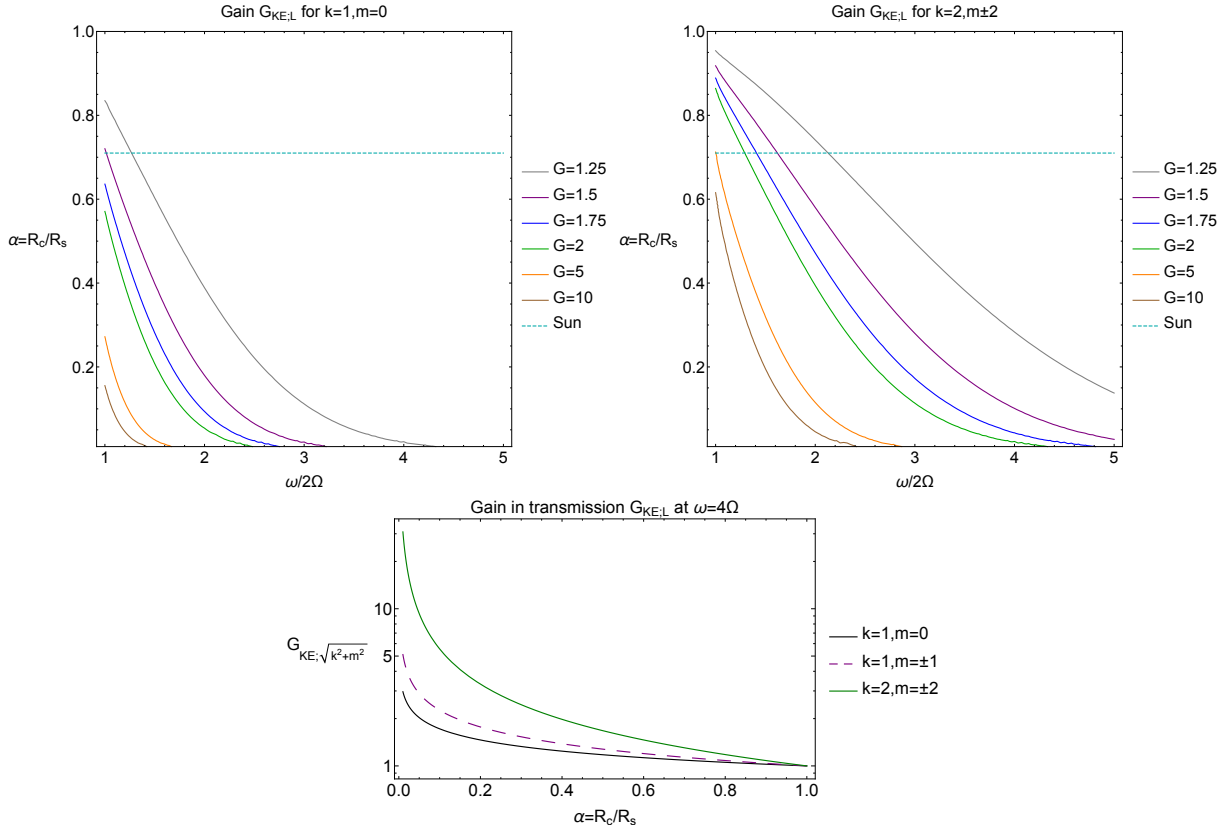 Gain G_KE;L for k=1,m=0
1.0
0.8
0.6
α=R_c/R_s
0.4
0.2
1
2
3
4
5
ω/2Ω
G=1.25
G=1.5
G=1.75
G=2
G=5
G=10
Sun
Gain G_KE;L for k=2,m±2
1.0
0.8
0.6
α=R_c/R_s
0.4
0.2
1
2
3
4
5
ω/2Ω
G=1.25
G=1.5
G=1.75
G=2
G=5
G=10
Sun
Gain in transmission G_KE;L at ω=4Ω
10
5
1
G_KE;√(k²+m²)
0.0
0.2
0.4
0.6
0.8
1.0
α=R_c/R_s
k=1,m=0
k=1,m=±1
k=2,m=±2